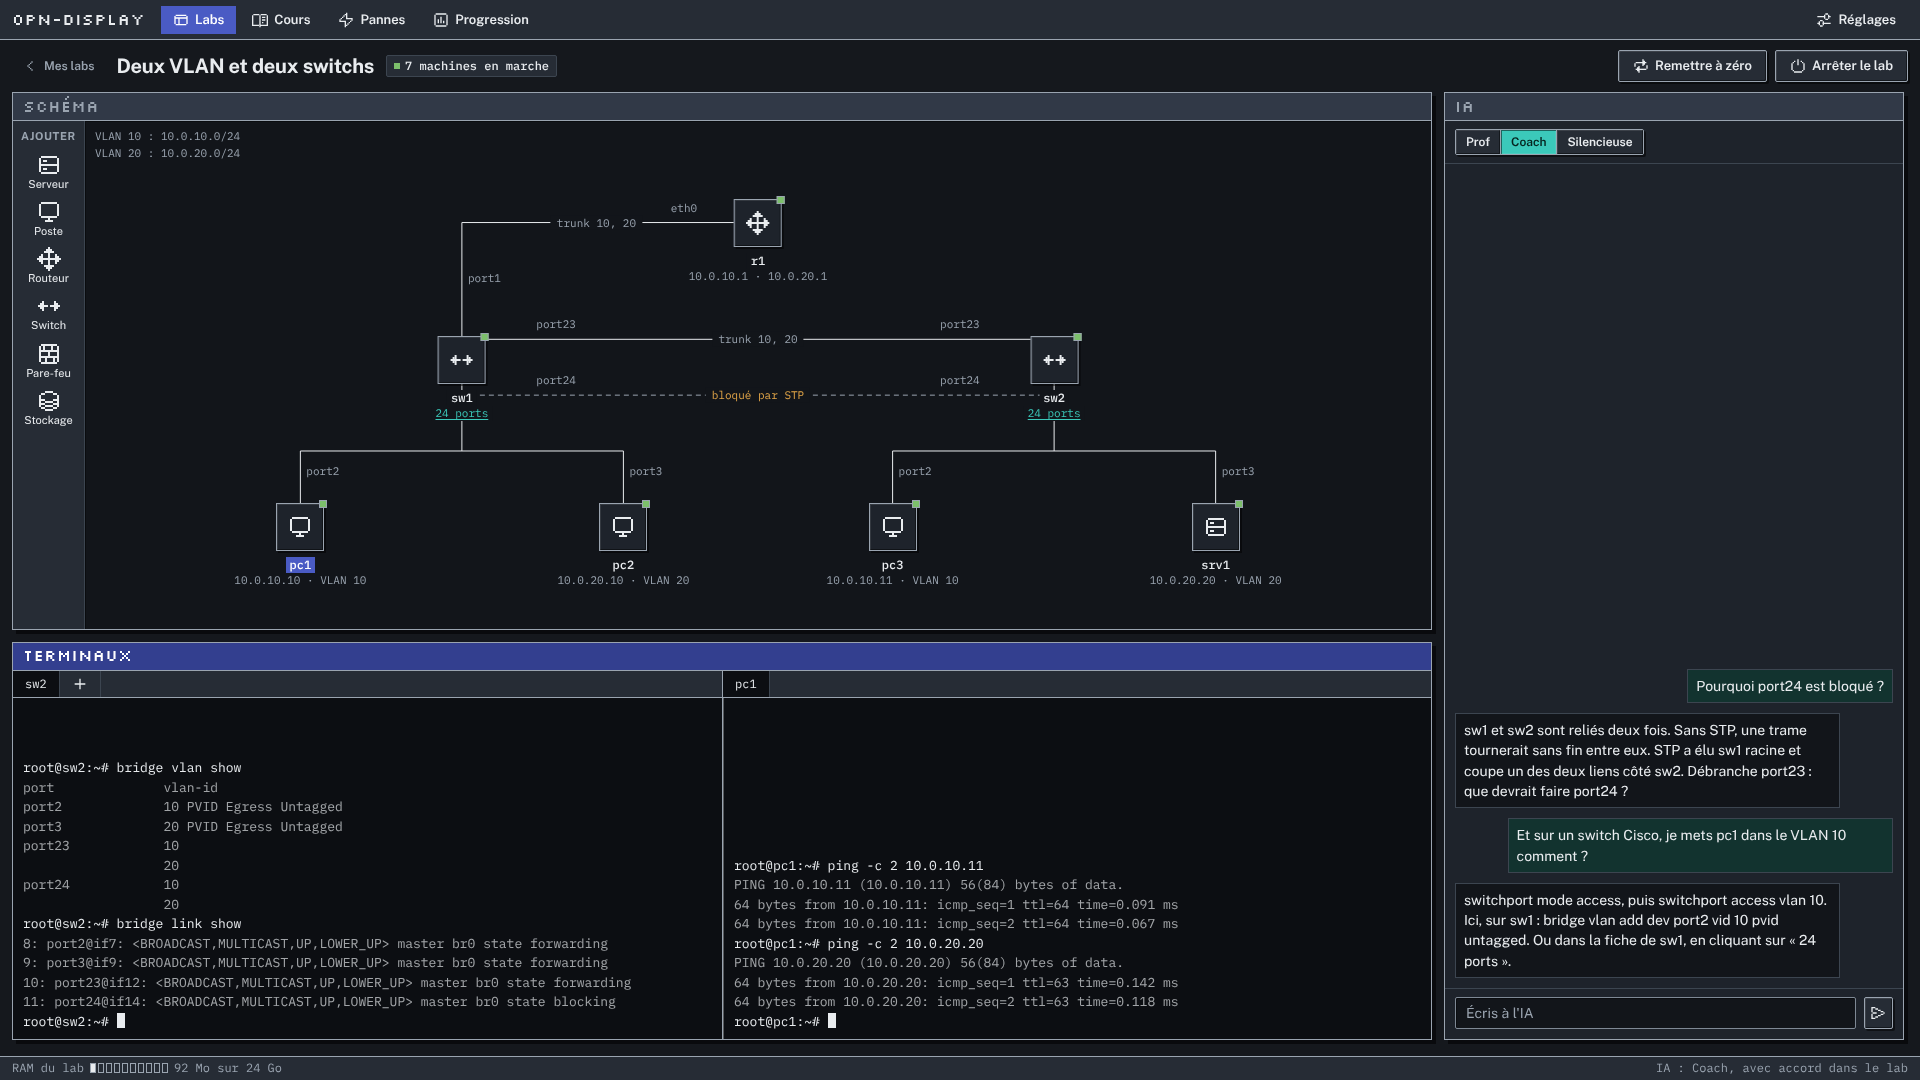 OPN-DISPLAY
Labs
Cours
Pannes
Progression
Réglages
Mes labs
Deux VLAN et deux switchs
7 machines en marche
Remettre à zéro
Arrêter le lab
SCHÉMA
AJOUTER
Serveur
Poste
Routeur
Switch
Pare-feu
Stockage
VLAN 10 : 10.0.10.0/24
VLAN 20 : 10.0.20.0/24
eth0
trunk 10, 20
r1
10.0.10.1 · 10.0.20.1
port1
port23
port23
trunk 10, 20
port24
port24
bloqué par STP
sw1
24 ports
sw2
24 ports
port2
port3
port2
port3
pc1
10.0.10.10 · VLAN 10
pc2
10.0.20.10 · VLAN 20
pc3
10.0.10.11 · VLAN 10
srv1
10.0.20.20 · VLAN 20
TERMINAUX
sw2
+
root@sw2:~# bridge vlan show
port vlan-id
port2 10 PVID Egress Untagged
port3 20 PVID Egress Untagged
port23 10
20
port24 10
20
root@sw2:~# bridge link show
8: port2@if7: <BROADCAST,MULTICAST,UP,LOWER_UP> master br0 state forwarding
9: port3@if9: <BROADCAST,MULTICAST,UP,LOWER_UP> master br0 state forwarding
10: port23@if12: <BROADCAST,MULTICAST,UP,LOWER_UP> master br0 state forwarding
11: port24@if14: <BROADCAST,MULTICAST,UP,LOWER_UP> master br0 state blocking
root@sw2:~#
pc1
root@pc1:~# ping -c 2 10.0.10.11
PING 10.0.10.11 (10.0.10.11) 56(84) bytes of data.
64 bytes from 10.0.10.11: icmp_seq=1 ttl=64 time=0.091 ms
64 bytes from 10.0.10.11: icmp_seq=2 ttl=64 time=0.067 ms
root@pc1:~# ping -c 2 10.0.20.20
PING 10.0.20.20 (10.0.20.20) 56(84) bytes of data.
64 bytes from 10.0.20.20: icmp_seq=1 ttl=63 time=0.142 ms
64 bytes from 10.0.20.20: icmp_seq=2 ttl=63 time=0.118 ms
root@pc1:~#
IA
Prof
Coach
Silencieuse
Pourquoi port24 est bloqué ?
sw1 et sw2 sont reliés deux fois. Sans STP, une trame
tournerait sans fin entre eux. STP a élu sw1 racine et
coupe un des deux liens côté sw2. Débranche port23 :
que devrait faire port24 ?
Et sur un switch Cisco, je mets pc1 dans le VLAN 10
comment ?
switchport mode access, puis switchport access vlan 10.
Ici, sur sw1 : bridge vlan add dev port2 vid 10 pvid
untagged. Ou dans la fiche de sw1, en cliquant sur « 24
ports ».
Écris à l'IA
RAM du lab
92 Mo sur 24 Go
IA : Coach, avec accord dans le lab